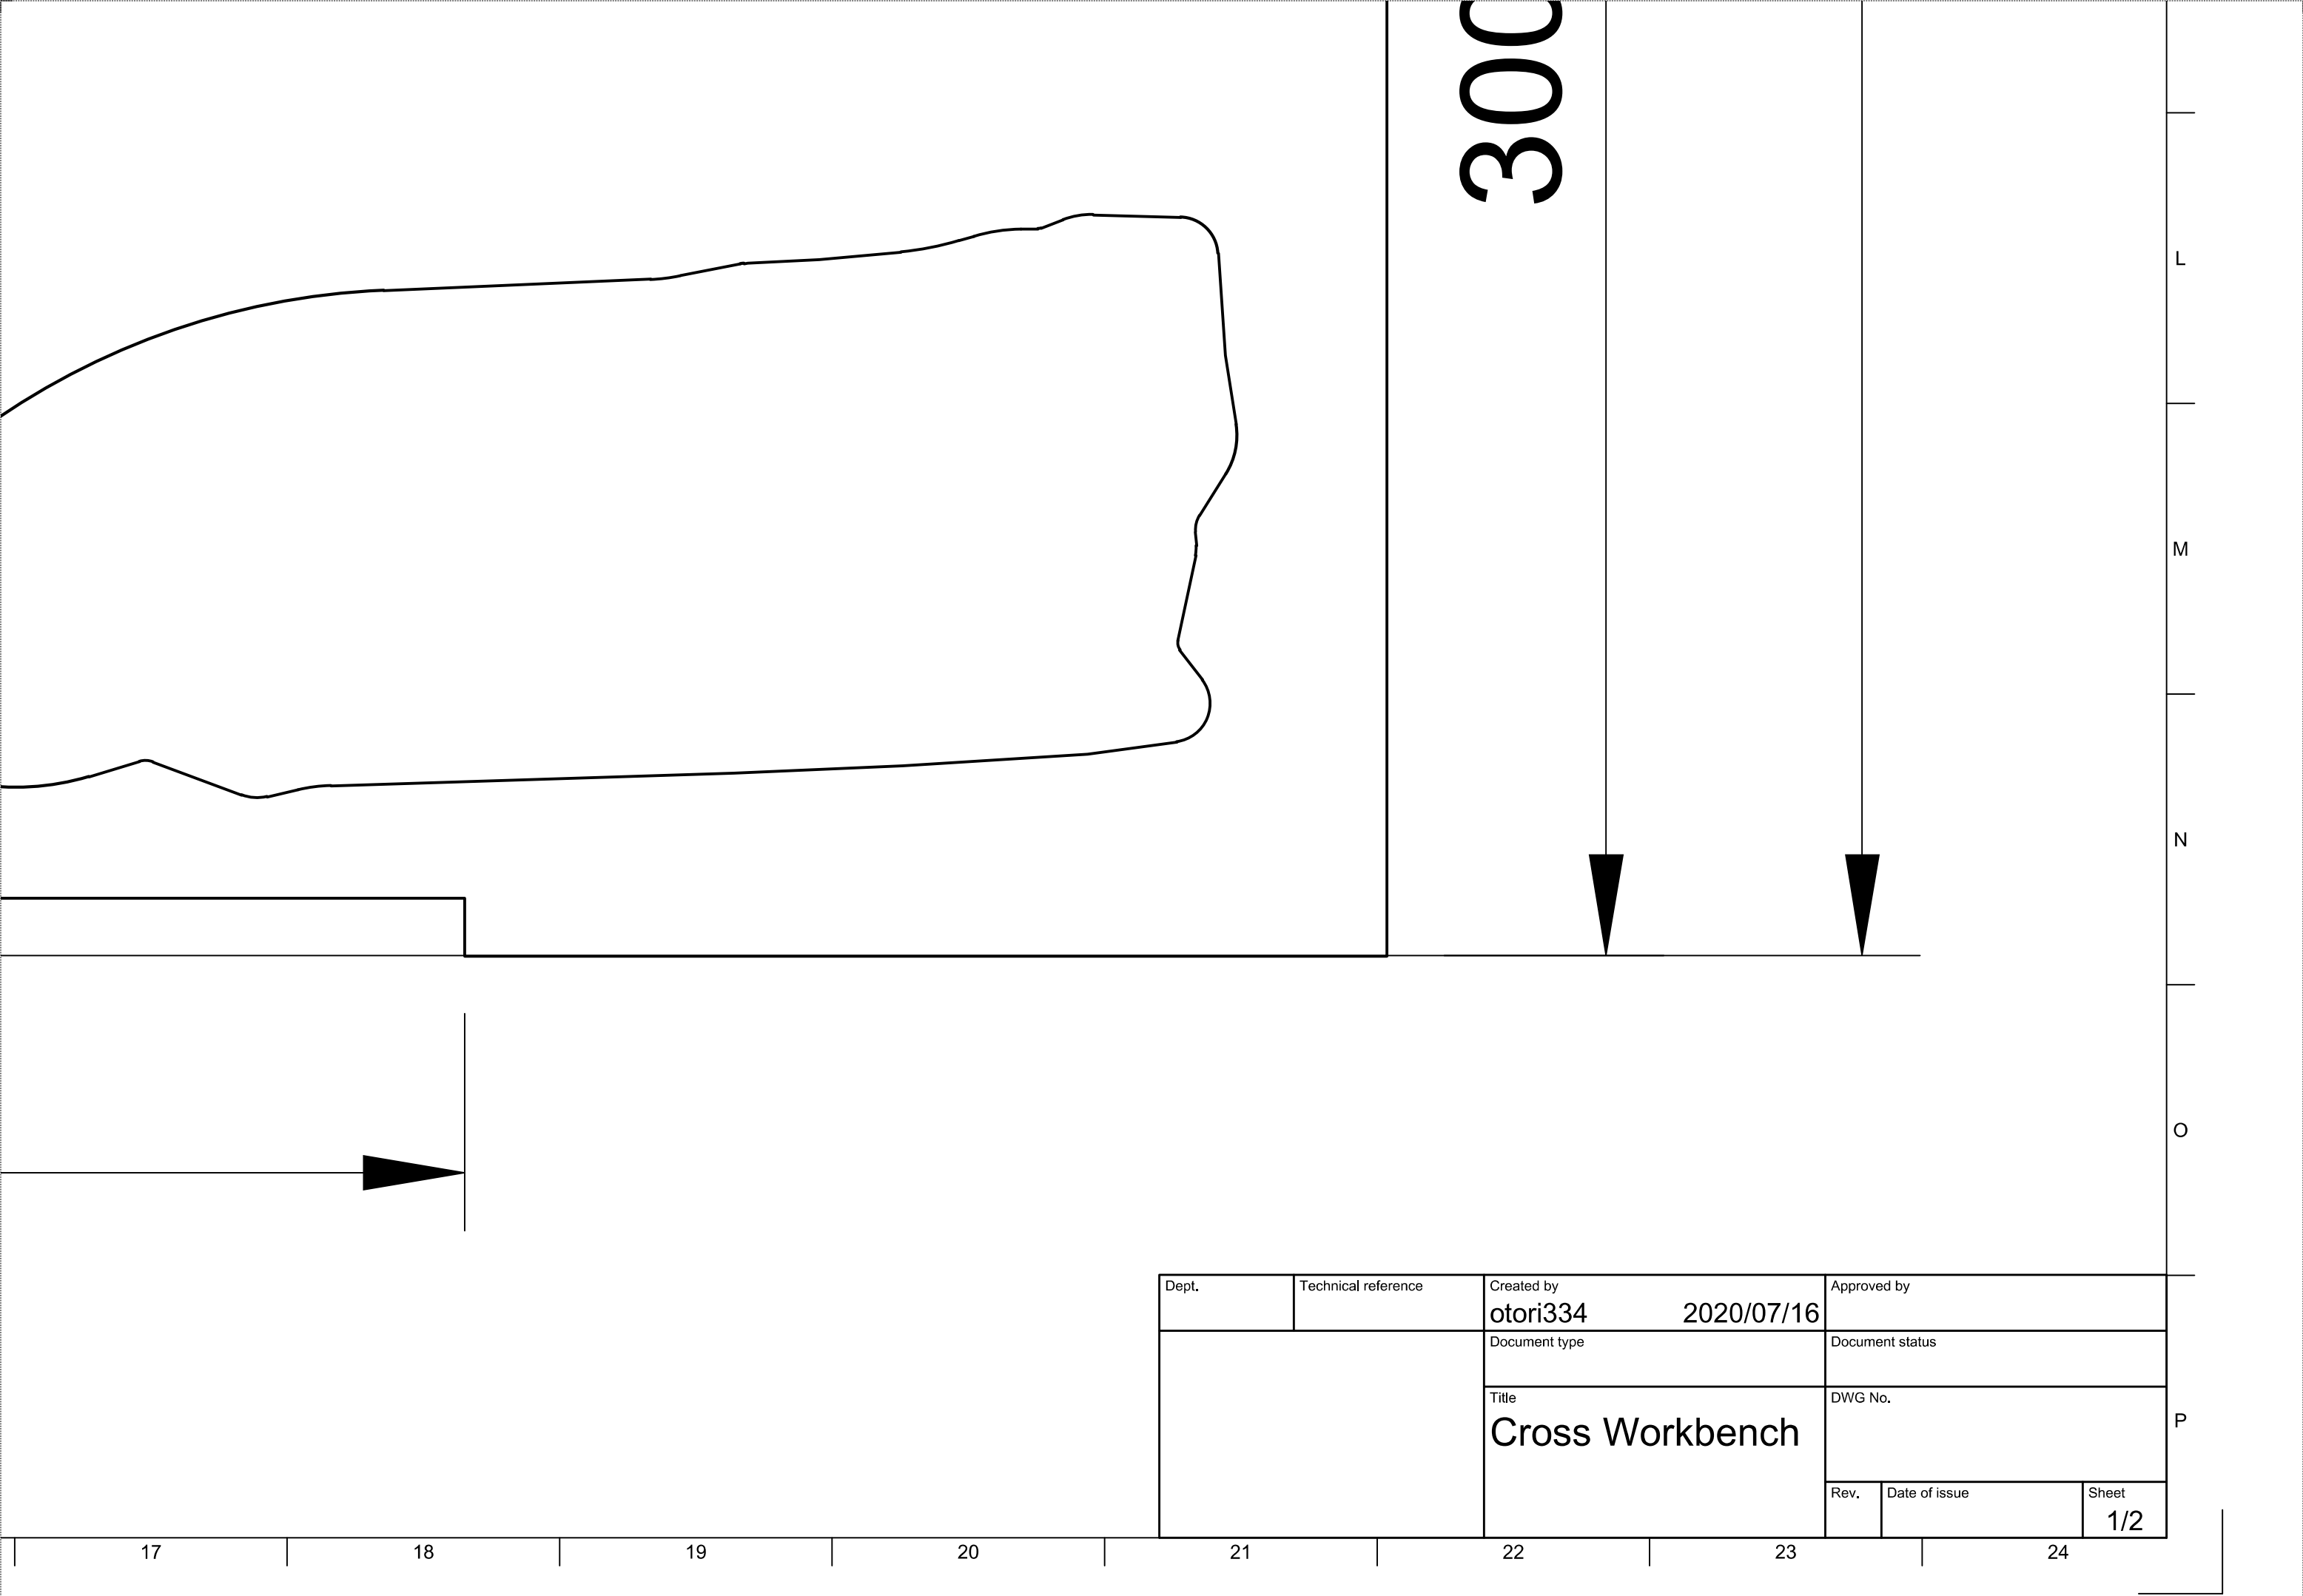 300
L
M
N
O
Dept. Technical reference Created by Approved by
otori334 2020/07/16
Document type Document status
Title DWG No.
Cross Workbench
P
Rev. Date of issue Sheet
1/2
17 18 19 20 21 22 23 24